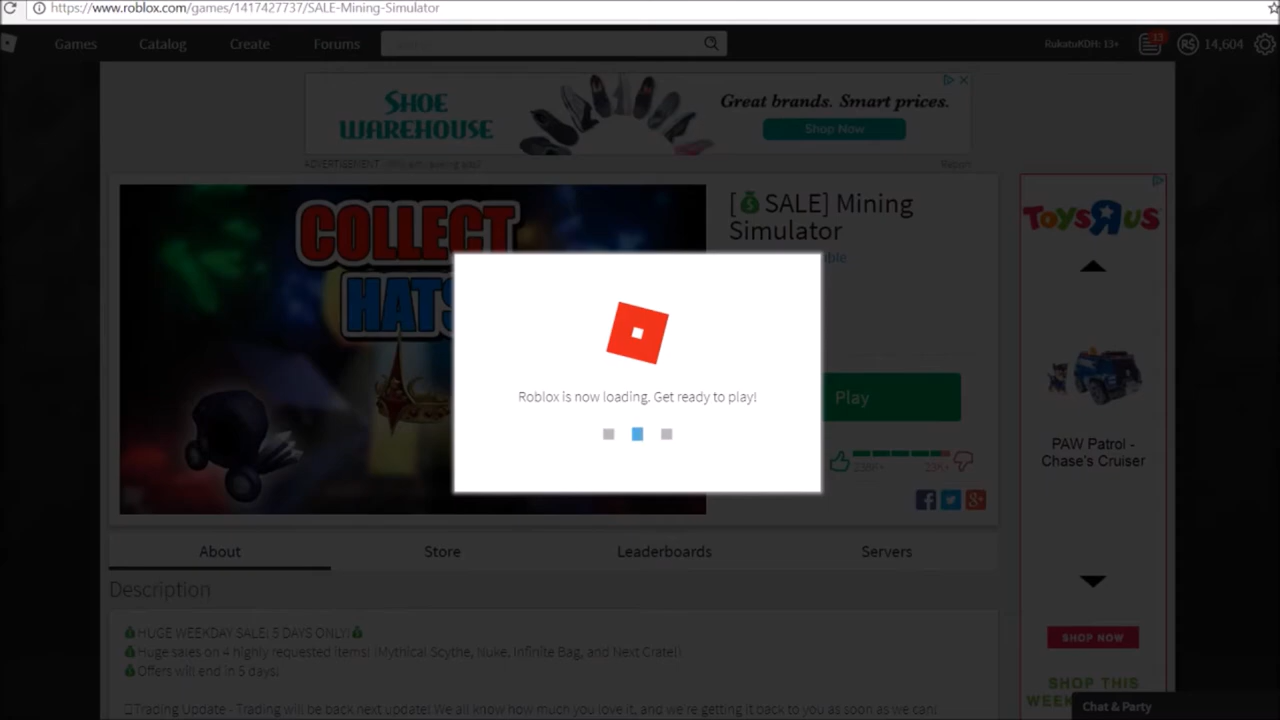 https://www.roblox.com/games/1417427737/SALE-Mining-Simulator
Games Catalog Create Forums
RukatuKDH: 13+ 13 R$ 14,604
SHOE
WAREHOUSE
Great brands. Smart prices.
Shop Now
ADVERTISEMENT
Report
COLLECT
HATS
[💰SALE] Mining
Simulator
Roblox is now loading. Get ready to play!
Play
About Store Leaderboards Servers
Description
💰HUGE WEEKDAY SALE! 5 DAYS ONLY!💰
💰Huge sales on 4 highly requested items! (Mythical Scythe, Nuke, Infinite Bag, and Next Crate!)
💰Offers will end in 5 days!
Trading Update - Trading will be back next update! We all know how much you love it, and we're getting it back to you as soon as we can!
TOYSRUS
PAW Patrol -
Chase's Cruiser
SHOP NOW
SHOP THIS
Chat & Party